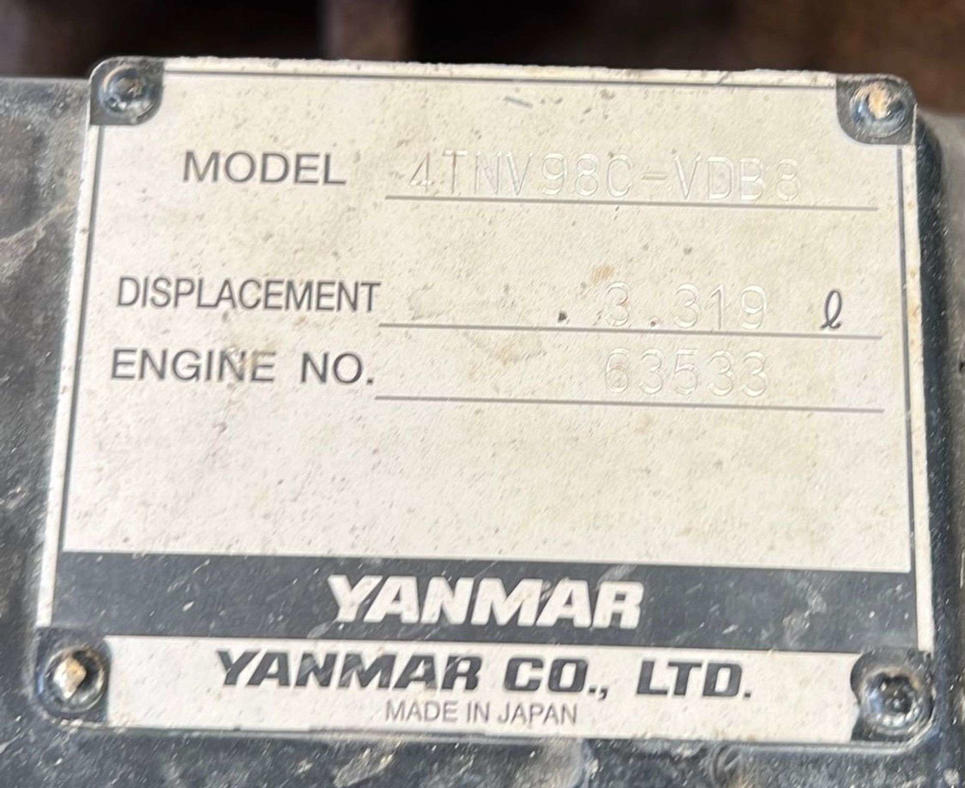 MODEL 4TNV98C-VDB8
DISPLACEMENT 3.319 ℓ
ENGINE NO. 63533
YANMAR
YANMAR CO., LTD.
MADE IN JAPAN